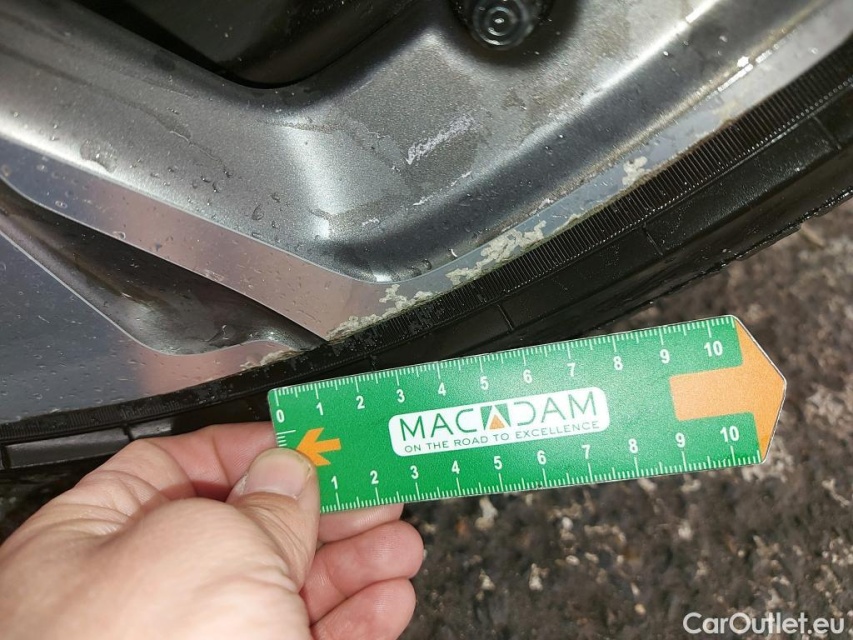 0 1 2 3 4 5 6 7 8 9 10
MACADAM
ON THE ROAD TO EXCELLENCE
1 2 3 4 5 6 7 8 9 10
CarOutlet.eu